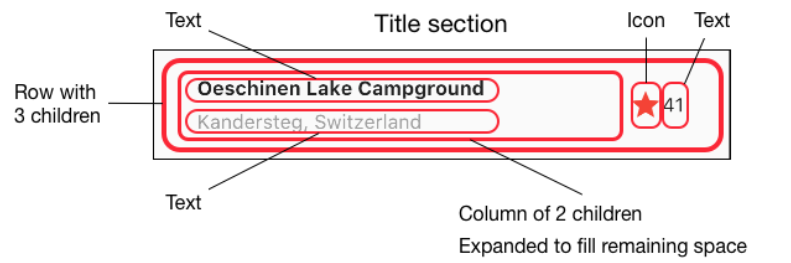 Text
Title section
Icon
Text
Oeschinen Lake Campground
41
Row with
3 children
Kandersteg, Switzerland
Text
Column of 2 children
Expanded to fill remaining space